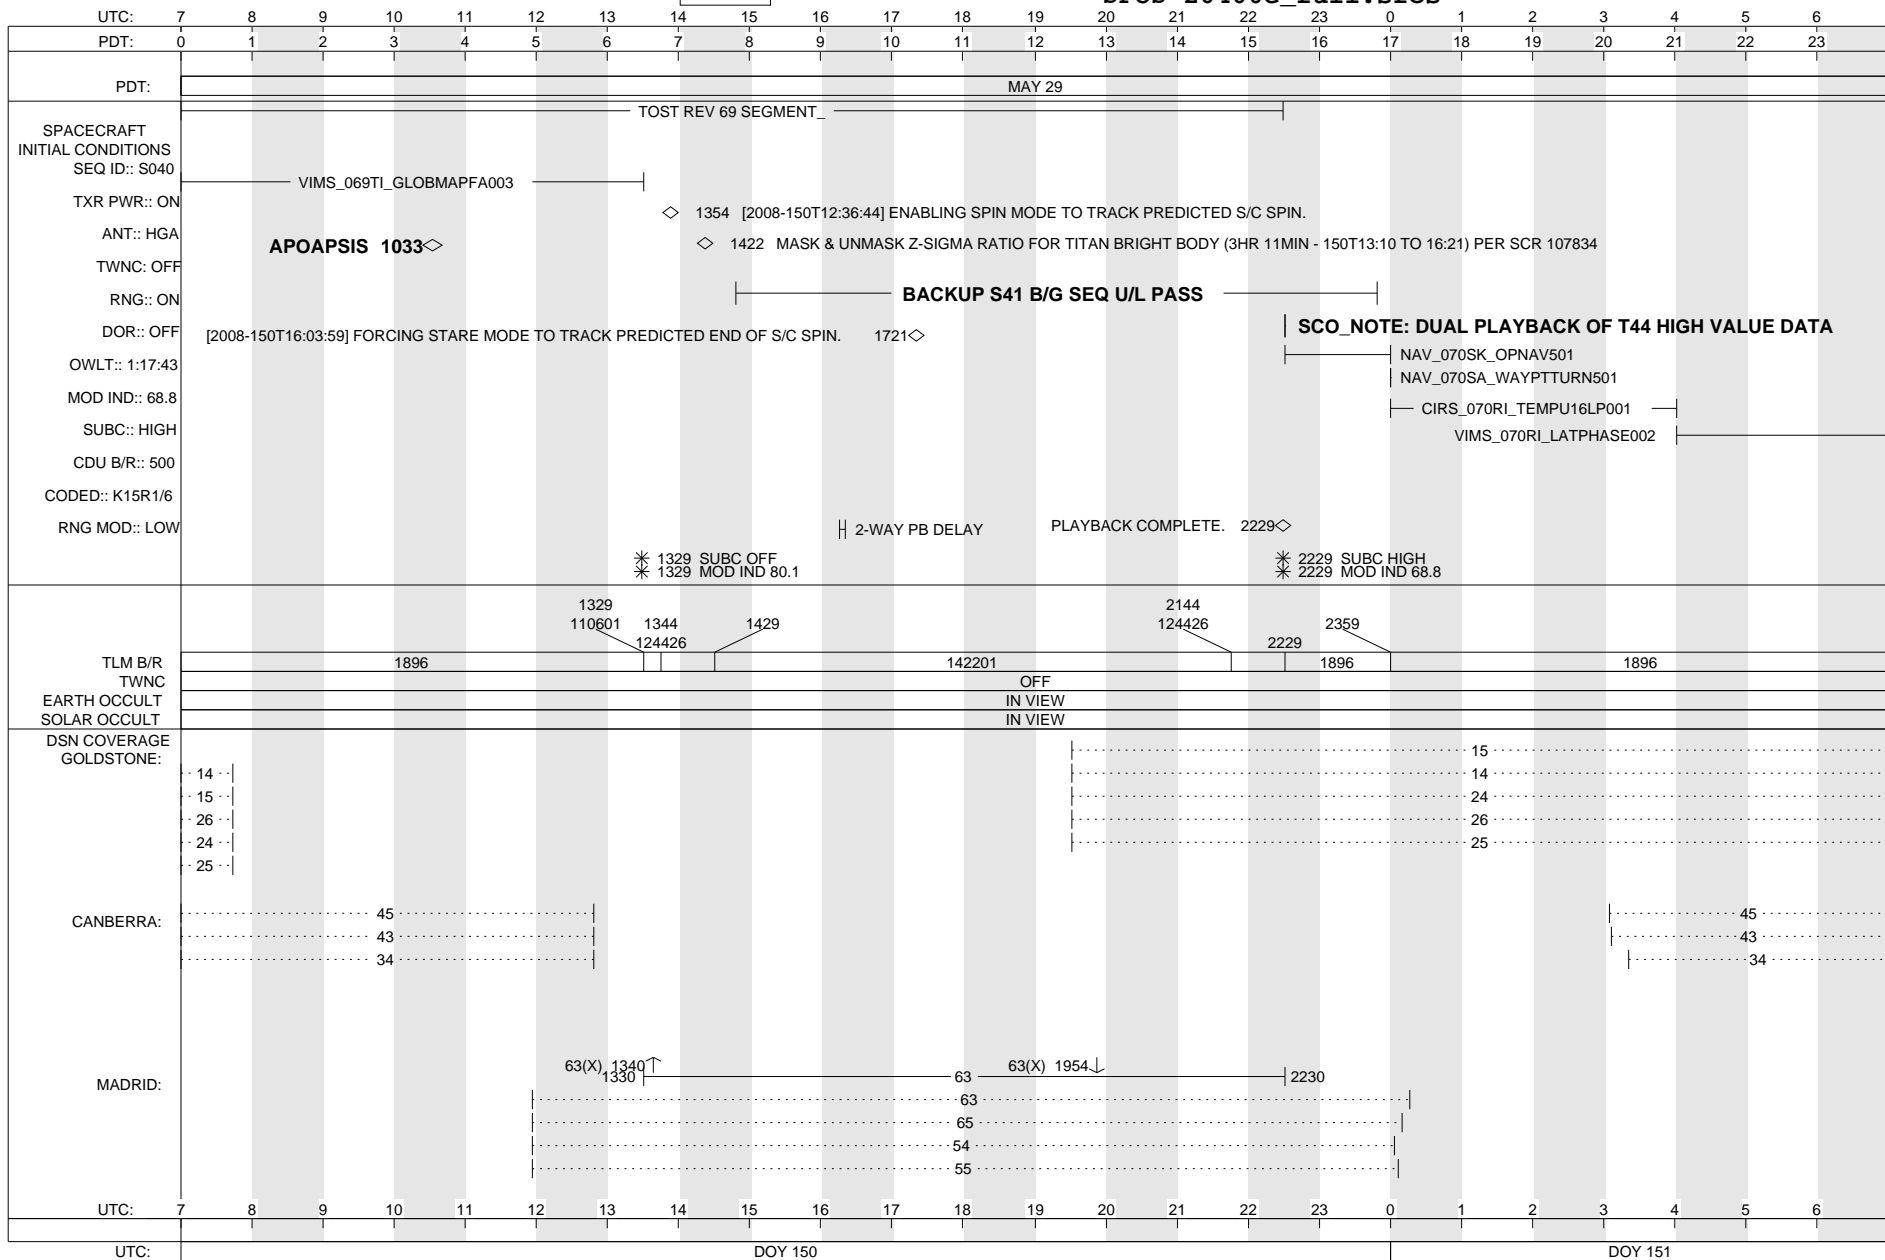 UTC: 7 8 9 10 11 12 13 14 15 16 17 18 19 20 21 22 23 0 1 2 3 4 5 6
PDT: 0 1 2 3 4 5 6 7 8 9 10 11 12 13 14 15 16 17 18 19 20 21 22 23
PDT: MAY 29
TOST REV 69 SEGMENT_
SPACECRAFT
INITIAL CONDITIONS
SEQ ID:: S040
VIMS_069TI_GLOBMAPFA003
TXR PWR:: ON
1354 [2008-150T12:36:44] ENABLING SPIN MODE TO TRACK PREDICTED S/C SPIN.
ANT:: HGA
APOAPSIS 1033
1422 MASK & UNMASK Z-SIGMA RATIO FOR TITAN BRIGHT BODY (3HR 11MIN - 150T13:10 TO 16:21) PER SCR 107834
TWNC: OFF
RNG:: ON
BACKUP S41 B/G SEQ U/L PASS
DOR:: OFF
[2008-150T16:03:59] FORCING STARE MODE TO TRACK PREDICTED END OF S/C SPIN. 1721
SCO_NOTE: DUAL PLAYBACK OF T44 HIGH VALUE DATA
OWLT:: 1:17:43
NAV_070SK_OPNAV501
NAV_070SA_WAYPTTURN501
MOD IND:: 68.8
CIRS_070RI_TEMPU16LP001
SUBC:: HIGH
VIMS_070RI_LATPHASE002
CDU B/R:: 500
CODED:: K15R1/6
RNG MOD:: LOW
2-WAY PB DELAY
PLAYBACK COMPLETE. 2229
1329 SUBC OFF
1329 MOD IND 80.1
2229 SUBC HIGH
2229 MOD IND 68.8
1329 2144
110601 1344 1429 124426 2359
124426 2229
TLM B/R 1896 142201 1896 1896
TWNC OFF
EARTH OCCULT IN VIEW
SOLAR OCCULT IN VIEW
DSN COVERAGE
GOLDSTONE:
15
14 14
15 24
26 26
24 25
25
CANBERRA:
45 45
43 43
34 34
MADRID:
63(X) 1340 63(X) 1954
1330 63 2230
63
65
54
55
UTC: 7 8 9 10 11 12 13 14 15 16 17 18 19 20 21 22 23 0 1 2 3 4 5 6
UTC: DOY 150 DOY 151